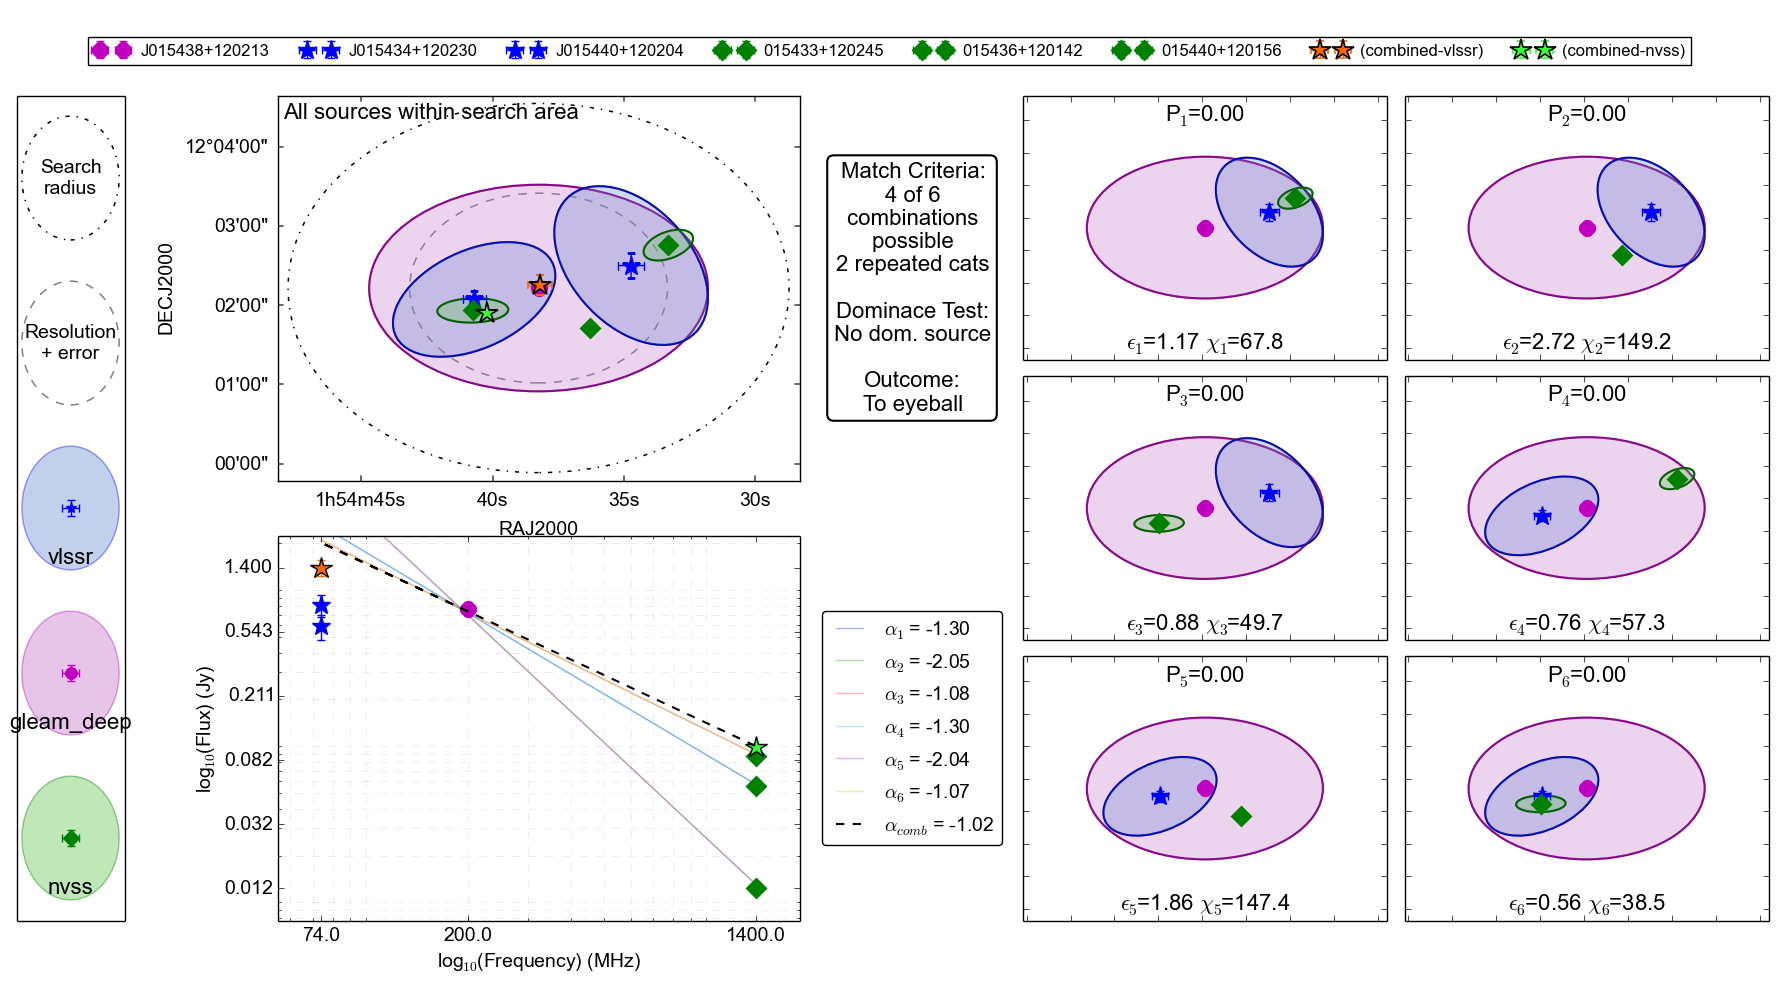 J015438+120213 J015434+120230 J015440+120204 015433+120245 015436+120142 015440+120156 (combined-vlssr) (combined-nvss)
Search
radius
Resolution
+ error
vlssr
gleam_deep
nvss
All sources within search area
DECJ2000
12°04'00"
03'00"
02'00"
01'00"
00'00"
1h54m45s 40s 35s 30s
RAJ2000
Match Criteria:
4 of 6
combinations
possible
2 repeated cats
Dominace Test:
No dom. source
Outcome:
To eyeball
log10(Flux) (Jy)
1.400
0.543
0.211
0.082
0.032
0.012
74.0 200.0 1400.0
log10(Frequency) (MHz)
α1 = -1.30
α2 = -2.05
α3 = -1.08
α4 = -1.30
α5 = -2.04
α6 = -1.07
αcomb = -1.02
P1=0.00
ϵ1=1.17 χ1=67.8
P2=0.00
ϵ2=2.72 χ2=149.2
P3=0.00
ϵ3=0.88 χ3=49.7
P4=0.00
ϵ4=0.76 χ4=57.3
P5=0.00
ϵ5=1.86 χ5=147.4
P6=0.00
ϵ6=0.56 χ6=38.5